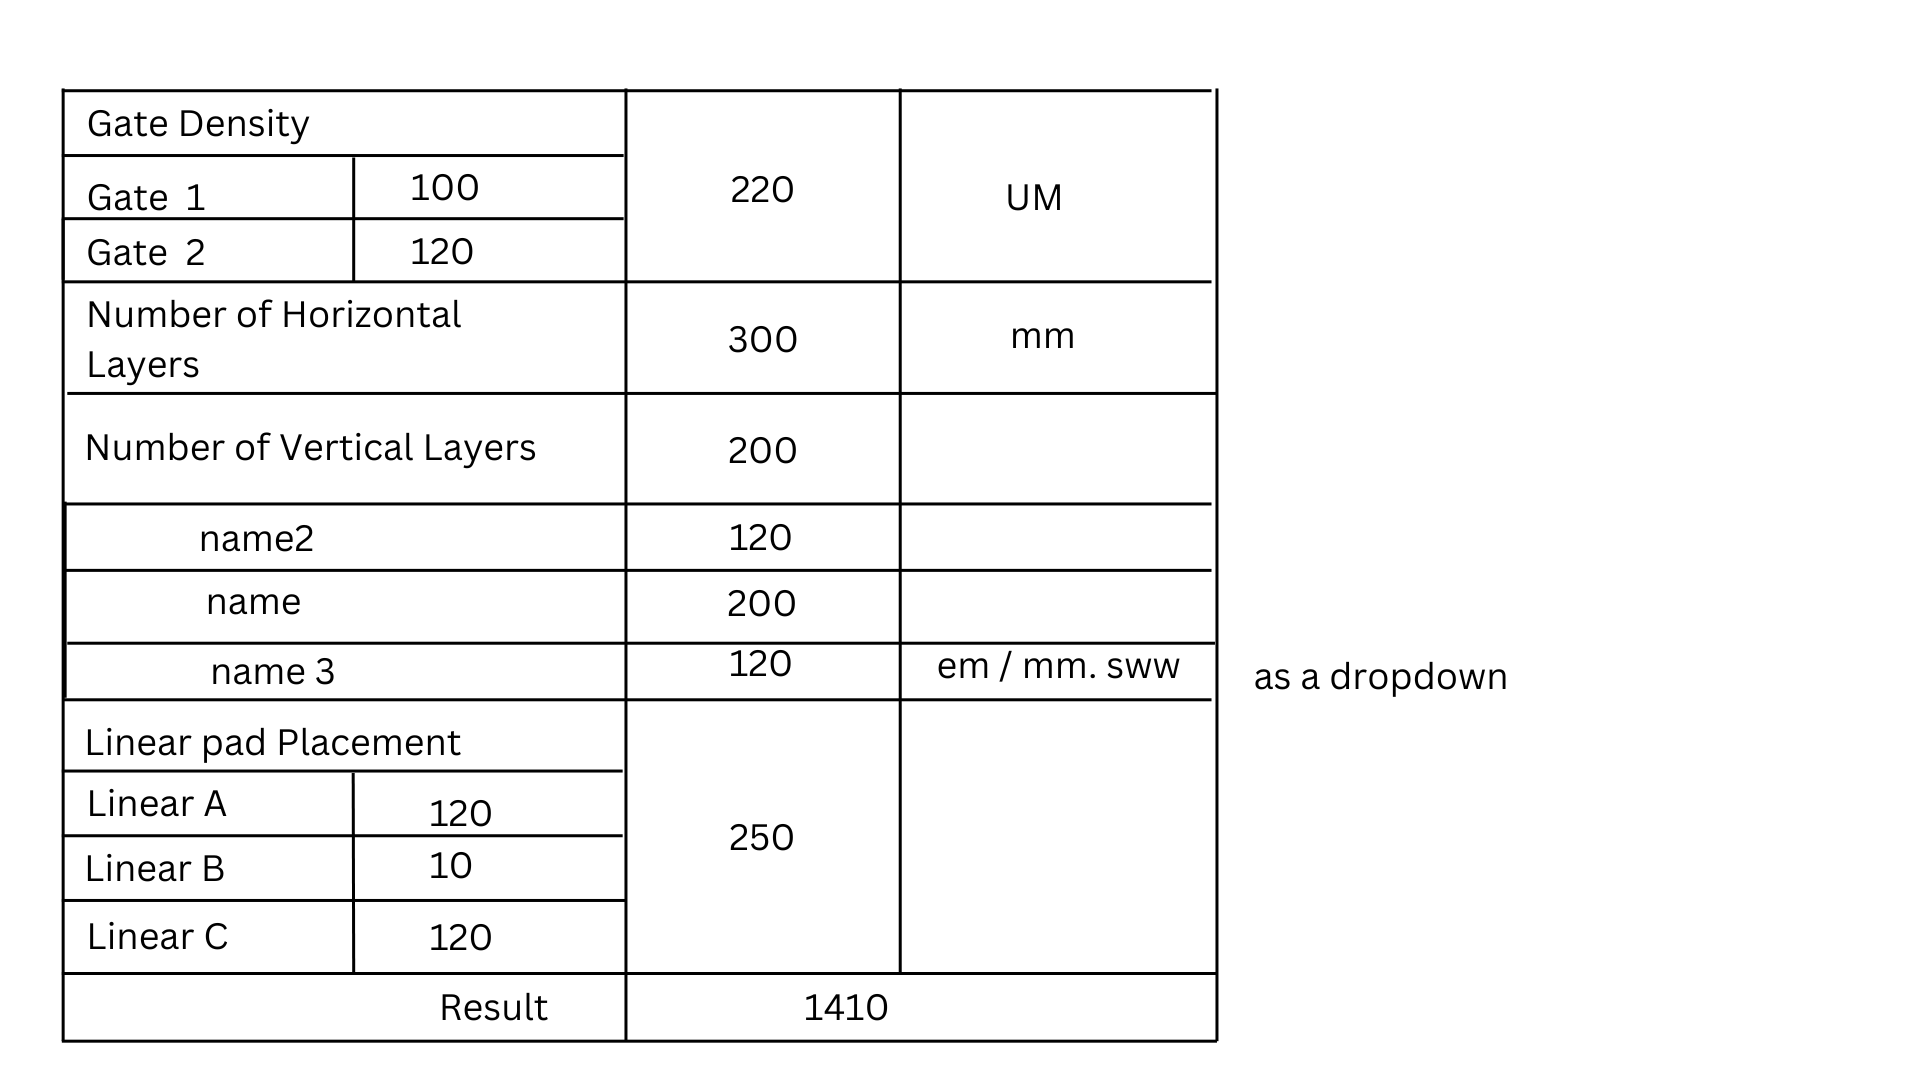 Gate Density
Gate 1 100
220 UM
Gate 2 120
Number of Horizontal
Layers
300 mm
Number of Vertical Layers 200
name2 120
name 200
name 3 120 em / mm. sww as a dropdown
Linear pad Placement
Linear A 120
250
Linear B 10
Linear C 120
Result 1410